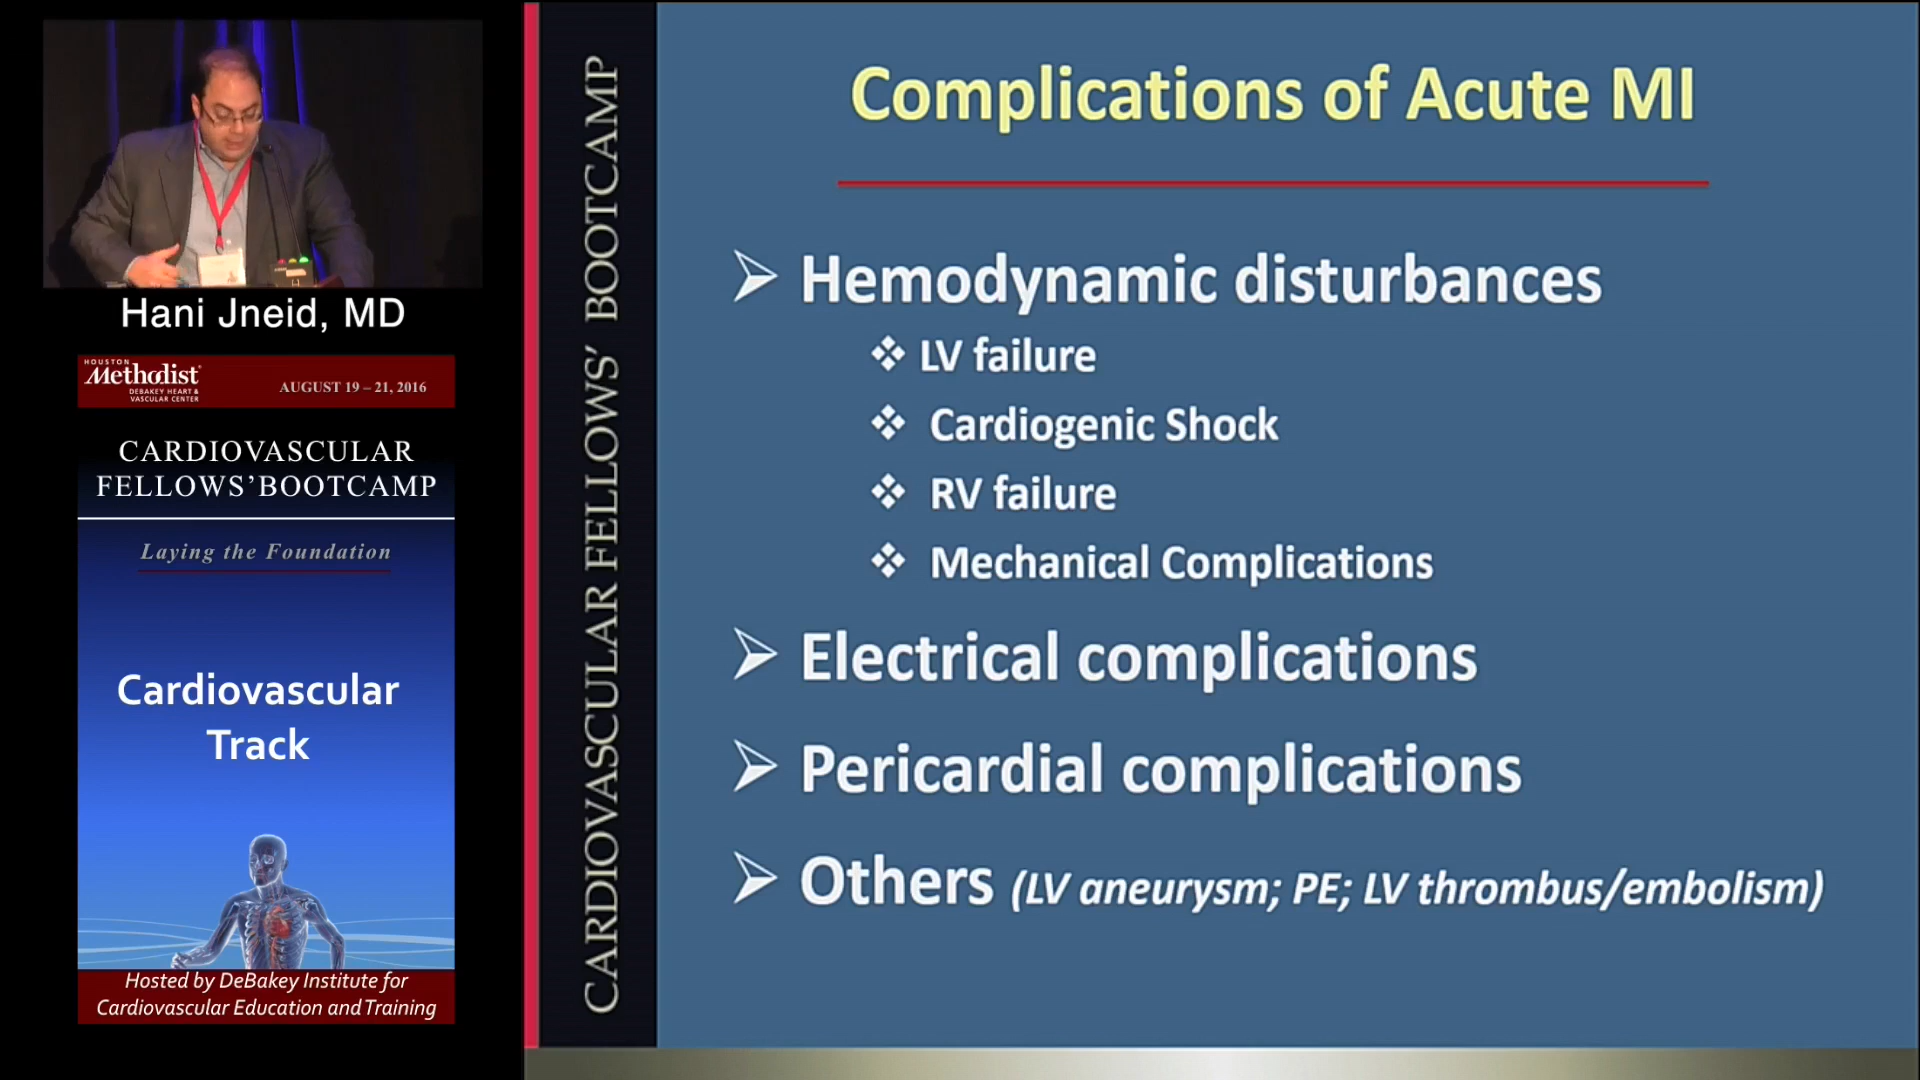 Hani Jneid, MD
HOUSTON
Methodist
DEBAKEY HEART &
VASCULAR CENTER
AUGUST 19 – 21, 2016
CARDIOVASCULAR
FELLOWS’BOOTCAMP
Laying the Foundation
Cardiovascular
Track
Hosted by DeBakey Institute for
Cardiovascular Education and Training
CARDIOVASCULAR FELLOWS’ BOOTCAMP
Complications of Acute MI
Hemodynamic disturbances
LV failure
Cardiogenic Shock
RV failure
Mechanical Complications
Electrical complications
Pericardial complications
Others (LV aneurysm; PE; LV thrombus/embolism)